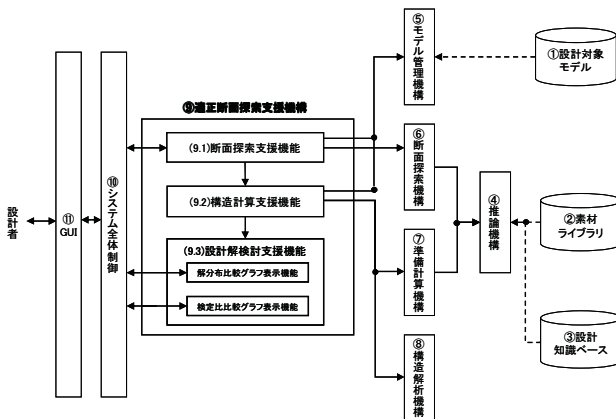 設計者
⑪
GUI
⑩システム全体制御
⑨適正断面探索支援機構
(9.1)断面探索支援機能
(9.2)構造計算支援機能
(9.3)設計解検討支援機能
解分布比較グラフ表示機能
検定比比較グラフ表示機能
⑤モデル
管理機構
⑥断面探索機構
⑦準備計算機構
⑧構造解析機構
④推論機構
①設計対象
モデル
②素材
ライブラリ
③設計
知識ベース